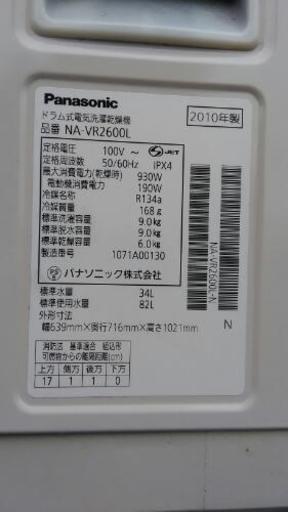 Panasonic
ドラム式電気洗濯乾燥機
品番 NA-VR2600L
2010年製
定格電圧 100V ~ S JET
定格周波数 50/60Hz IPX4
最大消費電力(乾燥時) 930W
電動機消費電力 190W
冷媒名称 R134a
冷媒質量 168g
標準洗濯容量 9.0kg
標準脱水容量 9.0kg
標準乾燥容量 6.0kg
製造番号 1071A00130
パナソニック株式会社
標準水量 34L
標準使用水量 82L
外形寸法
幅639mm×奥行716mm×高さ1021mm
N
消防法 基準適合 組込形
可燃物からの離隔距離(cm)
上方 側方 後方 下方
17 1 1 0
NA-VR2600L-N